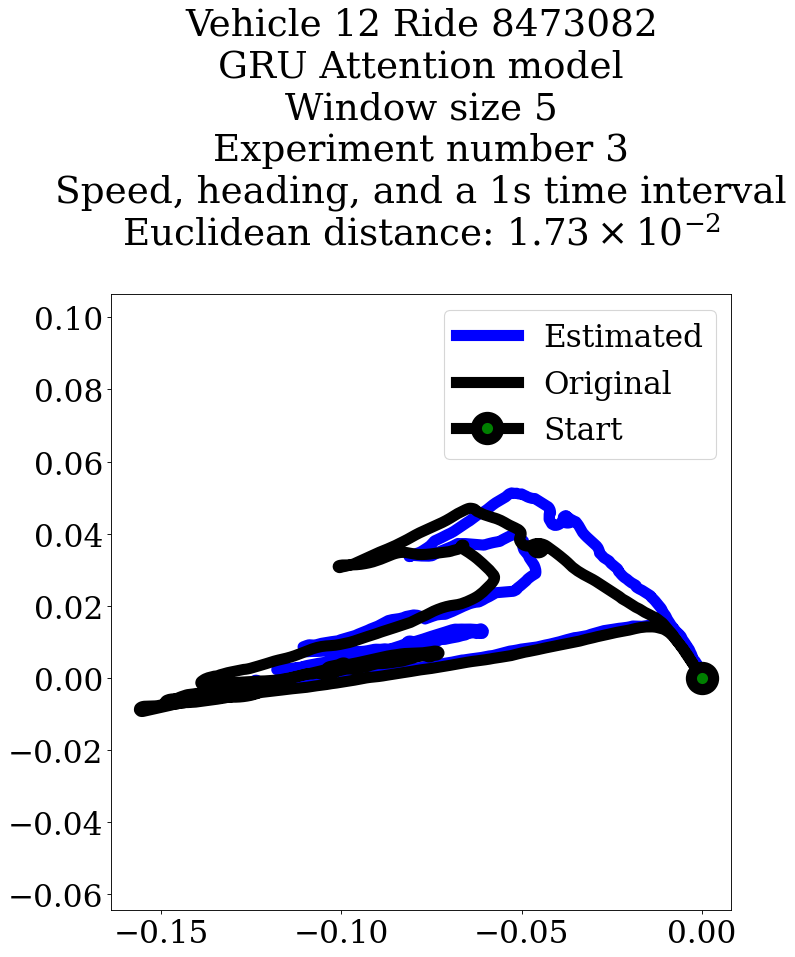 Vehicle 12 Ride 8473082
GRU Attention model
Window size 5
Experiment number 3
Speed, heading, and a 1s time interval
Euclidean distance: 1.73 × 10⁻²
Estimated
Original
Start
0.10
0.08
0.06
0.04
0.02
0.00
−0.02
−0.04
−0.06
−0.15 −0.10 −0.05 0.00